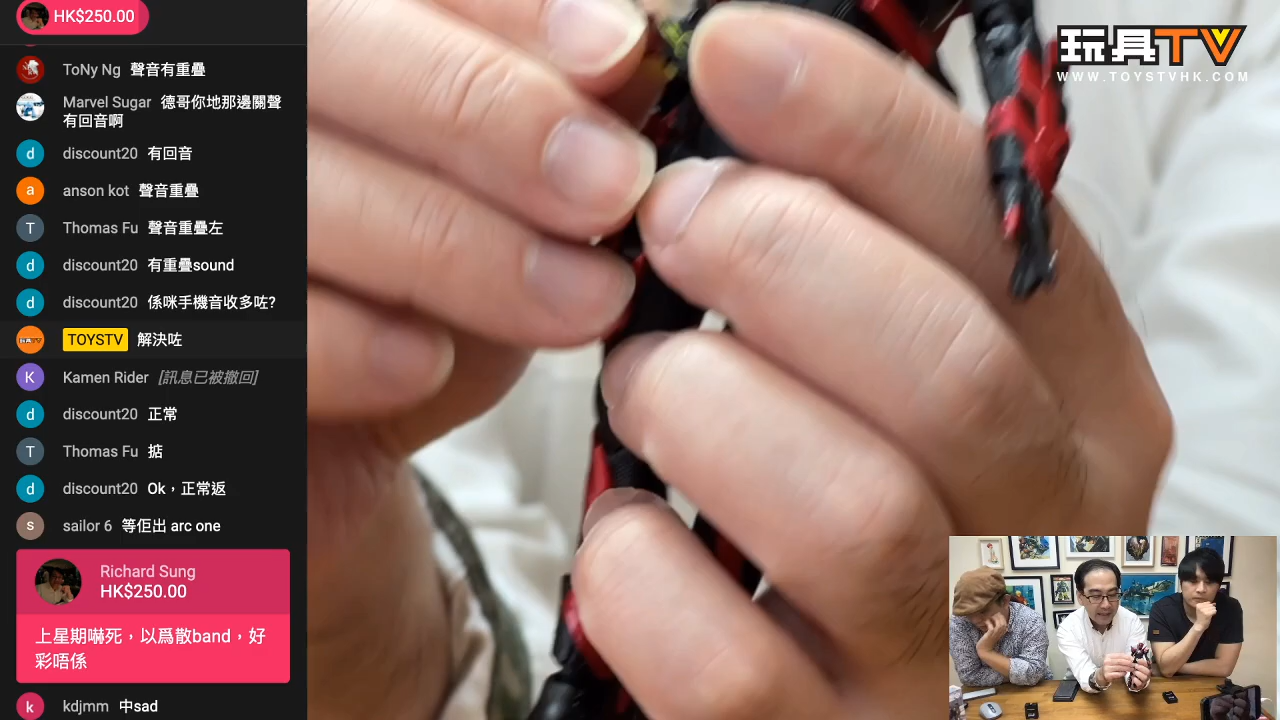 HK$250.00
ToNy Ng 聲音有重疊
Marvel Sugar 德哥你地那邊關聲
有回音啊
d discount20 有回音
a anson kot 聲音重疊
T Thomas Fu 聲音重疊左
d discount20 有重疊sound
d discount20 係咪手機音收多咗?
TOYSTV 解決咗
K Kamen Rider [訊息已被撤回]
d discount20 正常
T Thomas Fu 掂
d discount20 Ok，正常返
s sailor 6 等佢出 arc one
Richard Sung
HK$250.00
上星期嚇死，以爲散band，好
彩唔係
k kdjmm 中sad
玩具TV
WWW.TOYSTVHK.COM